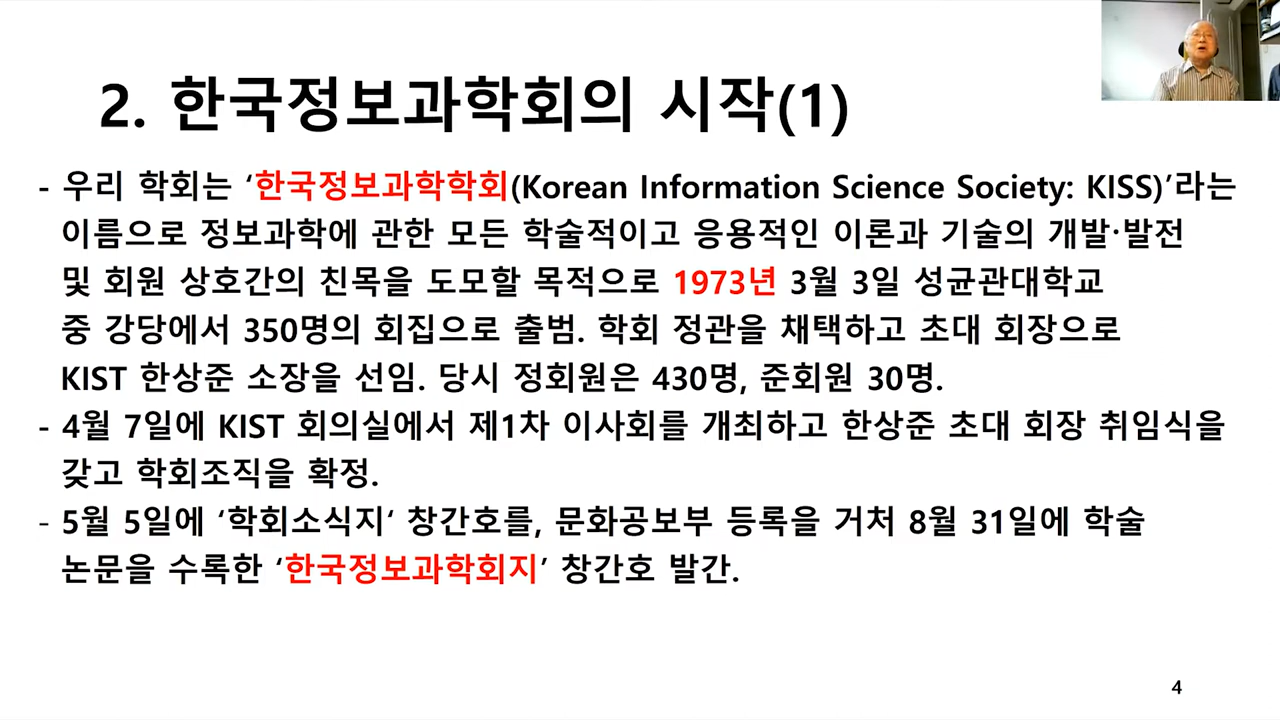 2. 한국정보과학회의 시작(1)
- 우리 학회는 ‘한국정보과학학회(Korean Information Science Society: KISS)’라는
이름으로 정보과학에 관한 모든 학술적이고 응용적인 이론과 기술의 개발·발전
및 회원 상호간의 친목을 도모할 목적으로 1973년 3월 3일 성균관대학교
중 강당에서 350명의 회집으로 출범. 학회 정관을 채택하고 초대 회장으로
KIST 한상준 소장을 선임. 당시 정회원은 430명, 준회원 30명.
- 4월 7일에 KIST 회의실에서 제1차 이사회를 개최하고 한상준 초대 회장 취임식을
갖고 학회조직을 확정.
- 5월 5일에 ‘학회소식지‘ 창간호를, 문화공보부 등록을 거처 8월 31일에 학술
논문을 수록한 ‘한국정보과학회지’ 창간호 발간.
4